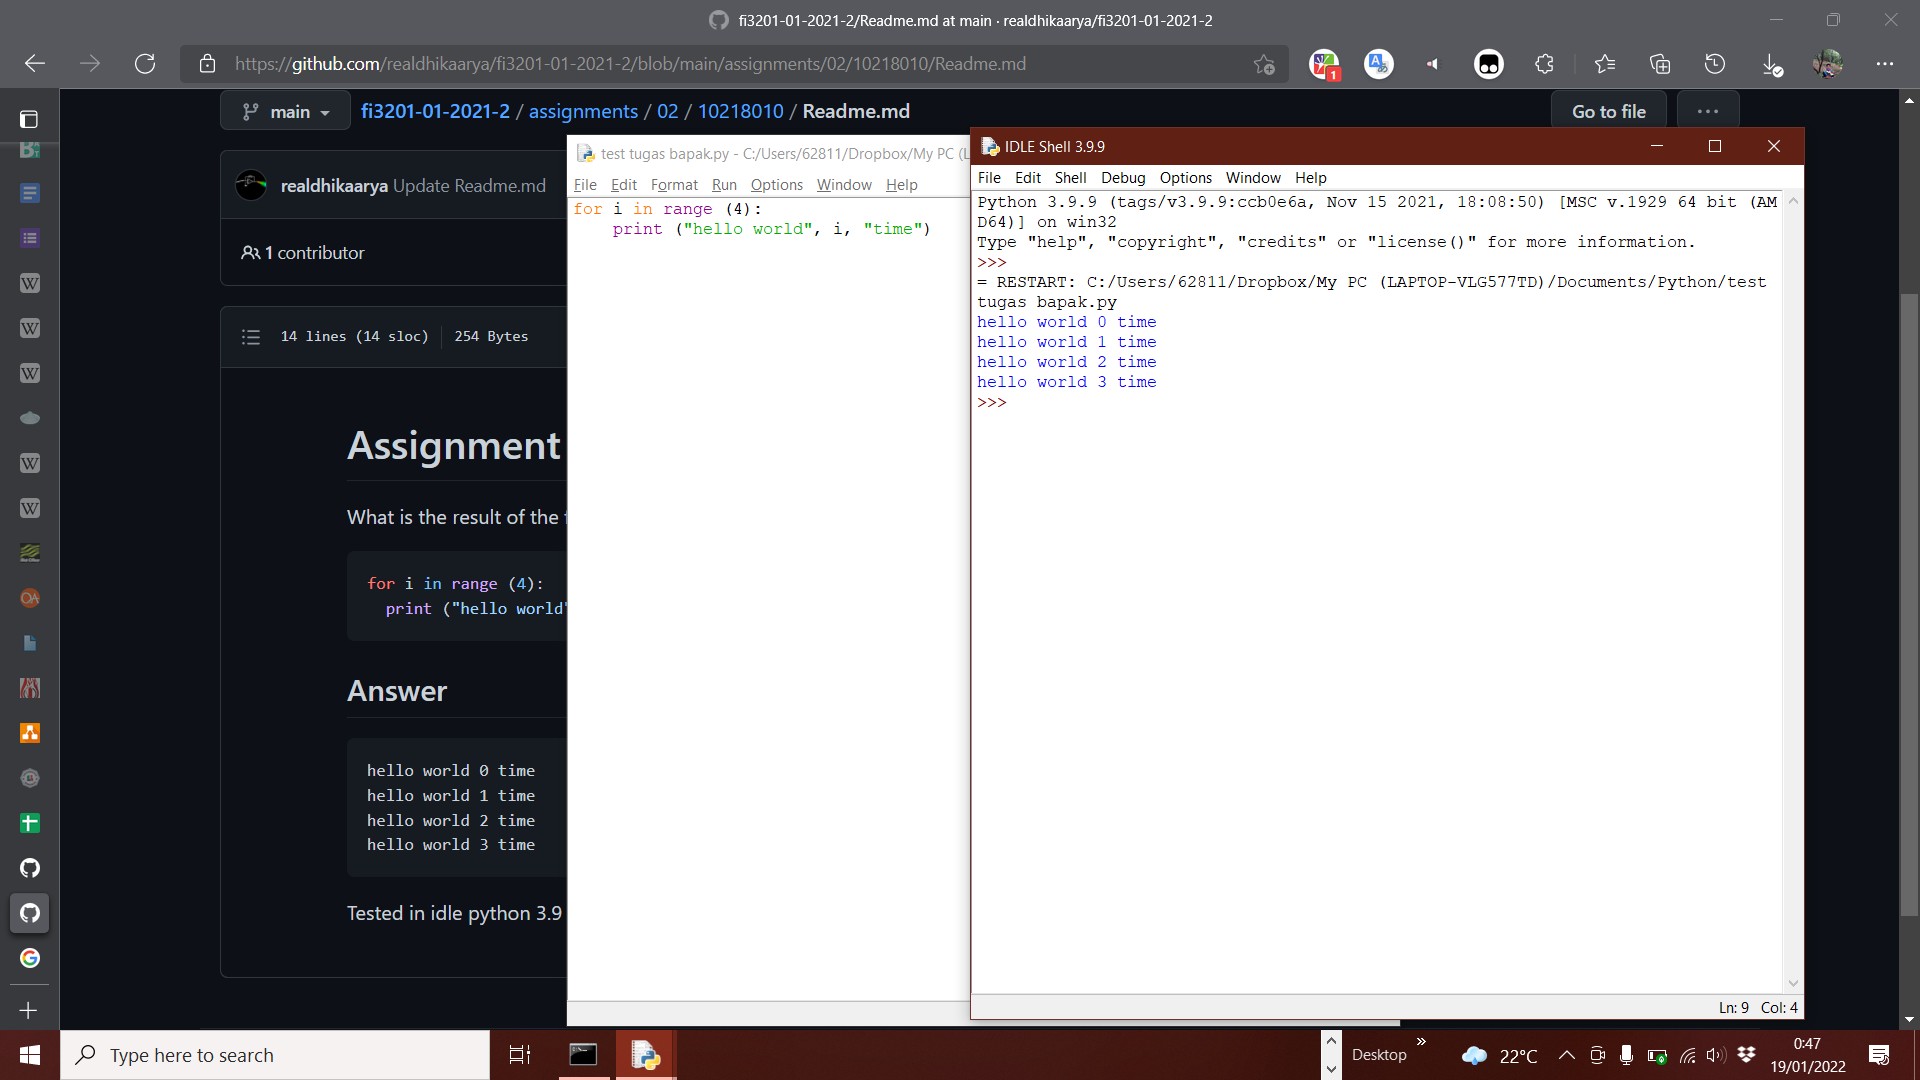 fi3201-01-2021-2/Readme.md at main · realdhikaarya/fi3201-01-2021-2
https://github.com/realdhikaarya/fi3201-01-2021-2/blob/main/assignments/02/10218010/Readme.md
1
main
fi3201-01-2021-2 / assignments / 02 / 10218010 / Readme.md
Go to file
realdhikaarya Update Readme.md
1 contributor
14 lines (14 sloc) 254 Bytes
Assignment
What is the result of the
for i in range (4):
print ("hello world"
Answer
hello world 0 time
hello world 1 time
hello world 2 time
hello world 3 time
Tested in idle python 3.9
test tugas bapak.py - C:/Users/62811/Dropbox/My PC (L
File Edit Format Run Options Window Help
for i in range (4):
print ("hello world", i, "time")
IDLE Shell 3.9.9
File Edit Shell Debug Options Window Help
Python 3.9.9 (tags/v3.9.9:ccb0e6a, Nov 15 2021, 18:08:50) [MSC v.1929 64 bit (AM
D64)] on win32
Type "help", "copyright", "credits" or "license()" for more information.
>>>
= RESTART: C:/Users/62811/Dropbox/My PC (LAPTOP-VLG577TD)/Documents/Python/test
tugas bapak.py
hello world 0 time
hello world 1 time
hello world 2 time
hello world 3 time
>>>
Ln: 9 Col: 4
Type here to search
Desktop
22°C
0:47
19/01/2022